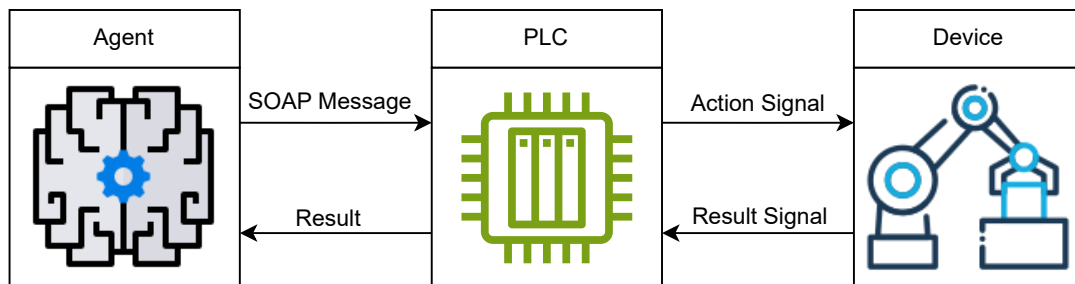 Agent
PLC
Device
SOAP Message
Action Signal
Result
Result Signal